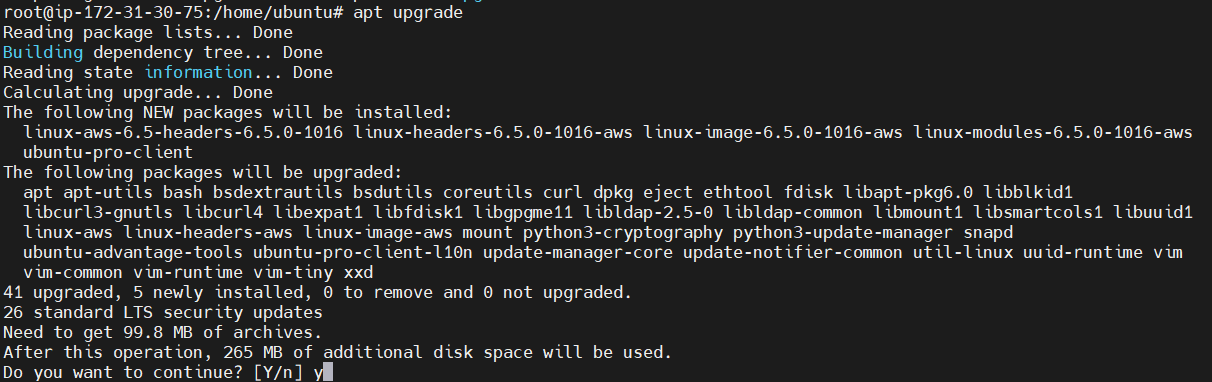 root@ip-172-31-30-75:/home/ubuntu# apt upgrade
Reading package lists... Done
Building dependency tree... Done
Reading state information... Done
Calculating upgrade... Done
The following NEW packages will be installed:
  linux-aws-6.5-headers-6.5.0-1016 linux-headers-6.5.0-1016-aws linux-image-6.5.0-1016-aws linux-modules-6.5.0-1016-aws
  ubuntu-pro-client
The following packages will be upgraded:
  apt apt-utils bash bsdextrautils bsdutils coreutils curl dpkg eject ethtool fdisk libapt-pkg6.0 libblkid1
  libcurl3-gnutls libcurl4 libexpat1 libfdisk1 libgpgme11 libldap-2.5-0 libldap-common libmount1 libsmartcols1 libuuid1
  linux-aws linux-headers-aws linux-image-aws mount python3-cryptography python3-update-manager snapd
  ubuntu-advantage-tools ubuntu-pro-client-l10n update-manager-core update-notifier-common util-linux uuid-runtime vim
  vim-common vim-runtime vim-tiny xxd
41 upgraded, 5 newly installed, 0 to remove and 0 not upgraded.
26 standard LTS security updates
Need to get 99.8 MB of archives.
After this operation, 265 MB of additional disk space will be used.
Do you want to continue? [Y/n] y